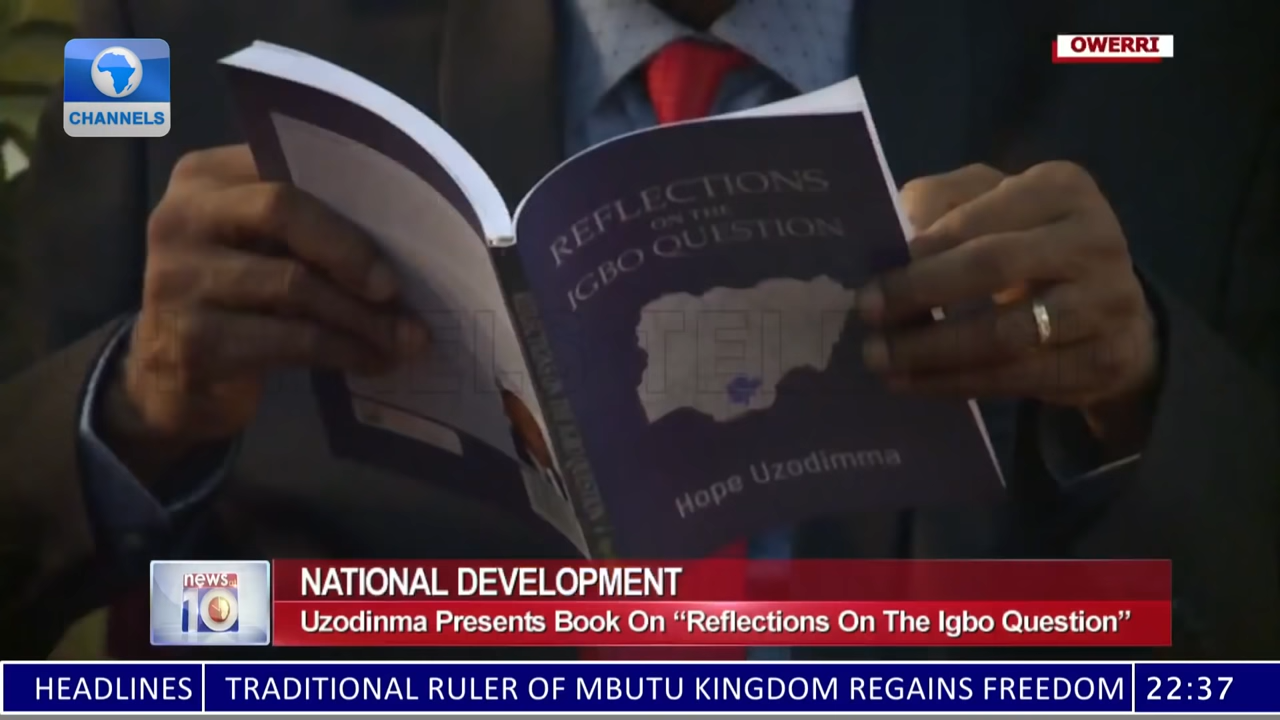 CHANNELS
OWERRI
REFLECTIONS
ON THE
IGBO QUESTION
Hope Uzodimma
news
10
NATIONAL DEVELOPMENT
Uzodinma Presents Book On “Reflections On The Igbo Question”
HEADLINES
TRADITIONAL RULER OF MBUTU KINGDOM REGAINS FREEDOM
22:37